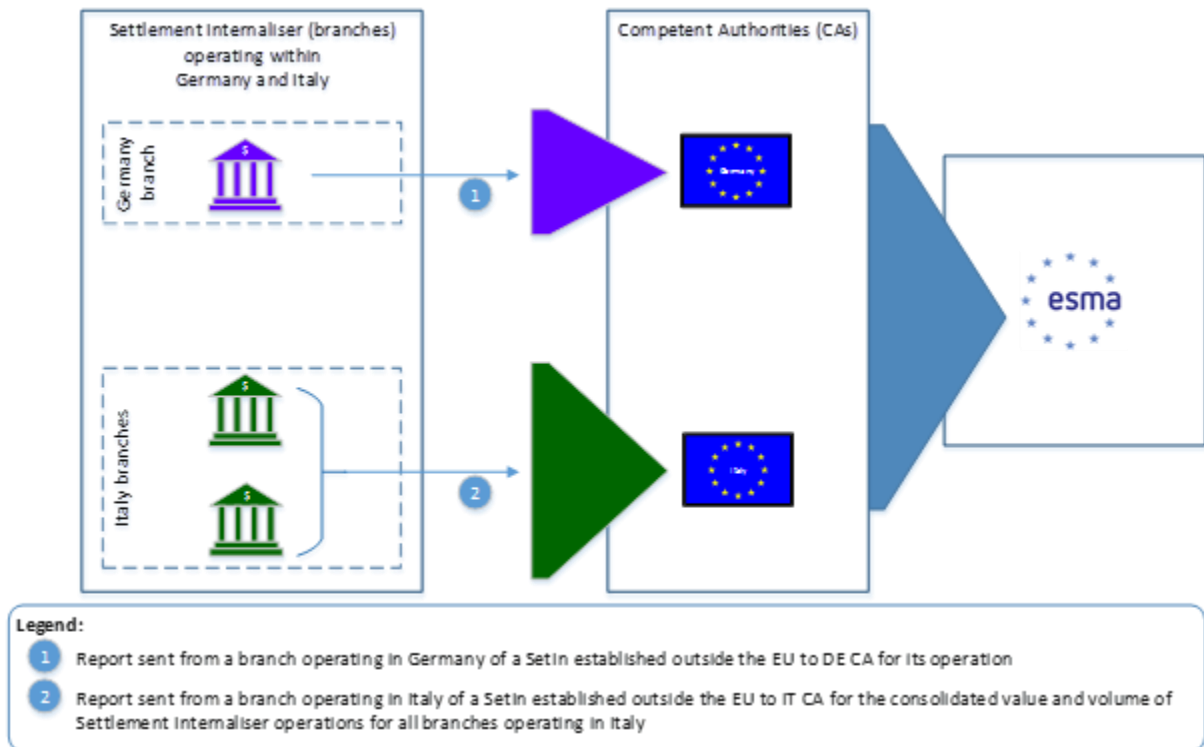 Settlement Internaliser (branches)
operating within
Germany and Italy
Competent Authorities (CAs)
Germany
branch
$
1
Germany
esma
Italy branches
$
$
2
Italy
Legend:
1 Report sent from a branch operating in Germany of a SetIn established outside the EU to DE CA for its operation
2 Report sent from a branch operating in Italy of a SetIn established outside the EU to IT CA for the consolidated value and volume of
Settlement Internaliser operations for all branches operating in Italy